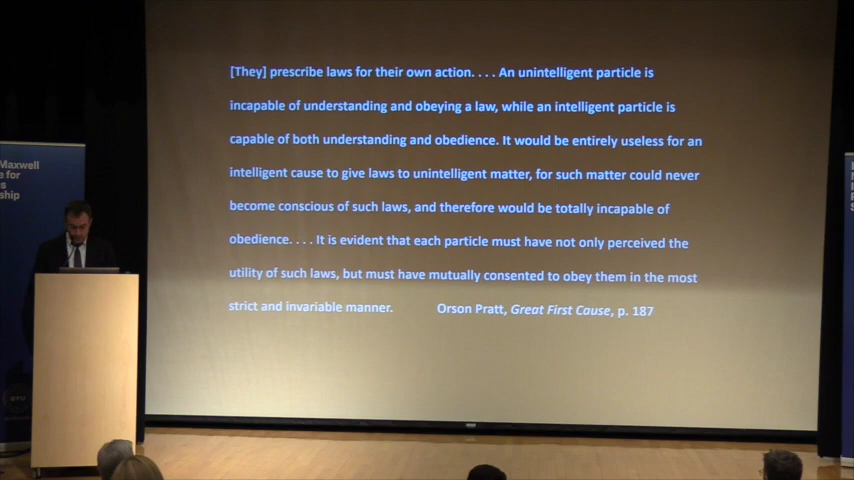 [They] prescribe laws for their own action. . . . An unintelligent particle is
incapable of understanding and obeying a law, while an intelligent particle is
capable of both understanding and obedience. It would be entirely useless for an
intelligent cause to give laws to unintelligent matter, for such matter could never
become conscious of such laws, and therefore would be totally incapable of
obedience. . . . It is evident that each particle must have not only perceived the
utility of such laws, but must have mutually consented to obey them in the most
strict and invariable manner. Orson Pratt, Great First Cause, p. 187
Maxwell
e for
s
rship
BYU